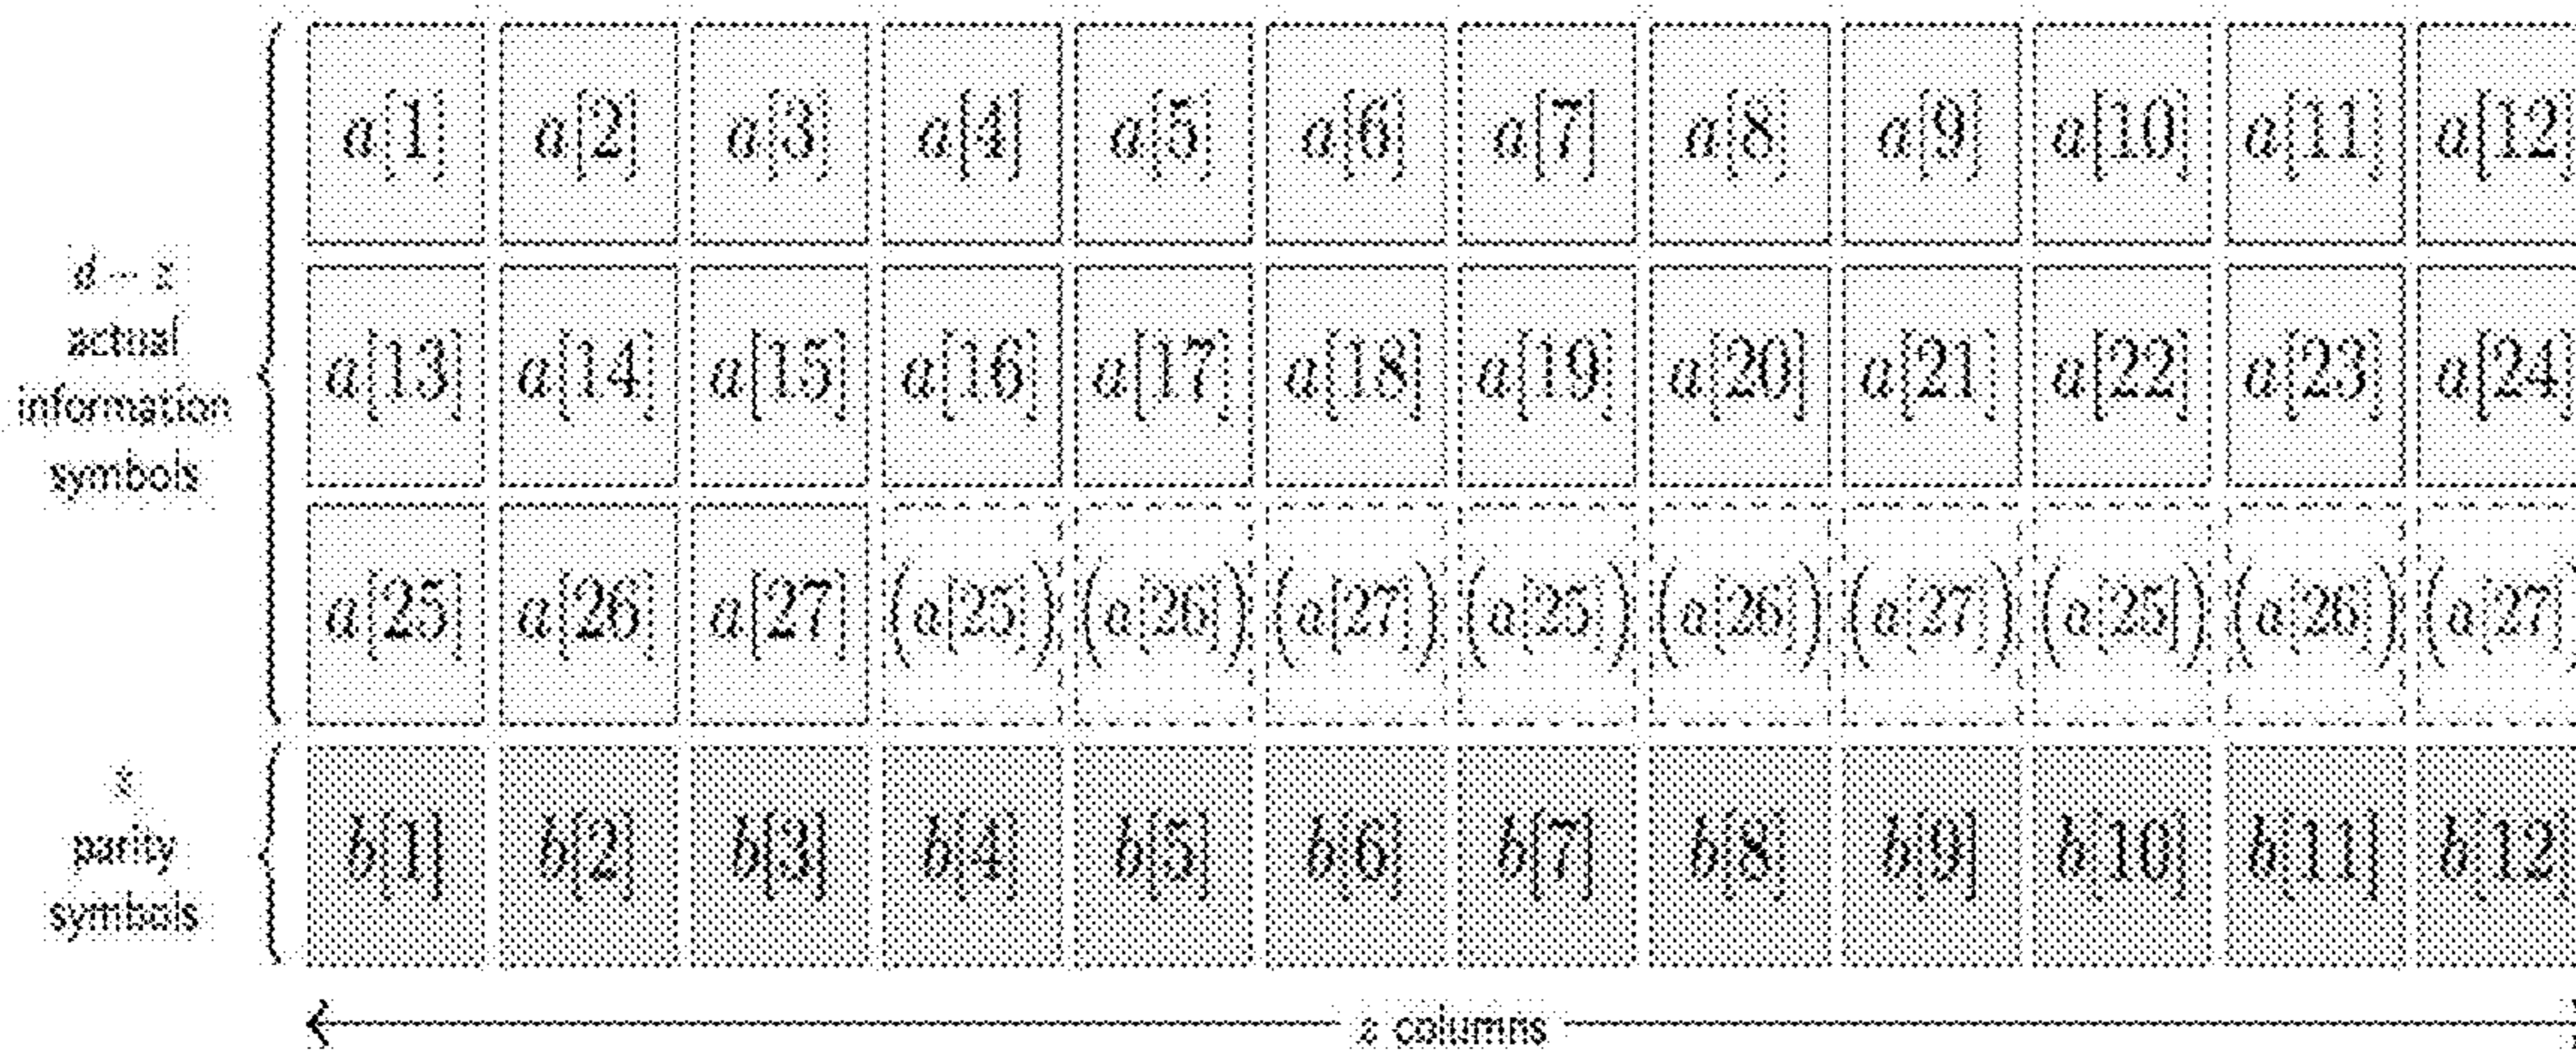 a[1] a[2] a[3] a[4] a[5] a[6] a[7] a[8] a[9] a[10] a[11] a[12]
d - z
actual
information
symbols
a[13] a[14] a[15] a[16] a[17] a[18] a[19] a[20] a[21] a[22] a[23] a[24]
a[25] a[26] a[27] (a[25]) (a[26]) (a[27]) (a[25]) (a[26]) (a[27]) (a[25]) (a[26]) (a[27]
parity
symbols
b[1] b[2] b[3] b[4] b[5] b[6] b[7] b[8] b[9] b[10] b[11] b[12]
columns